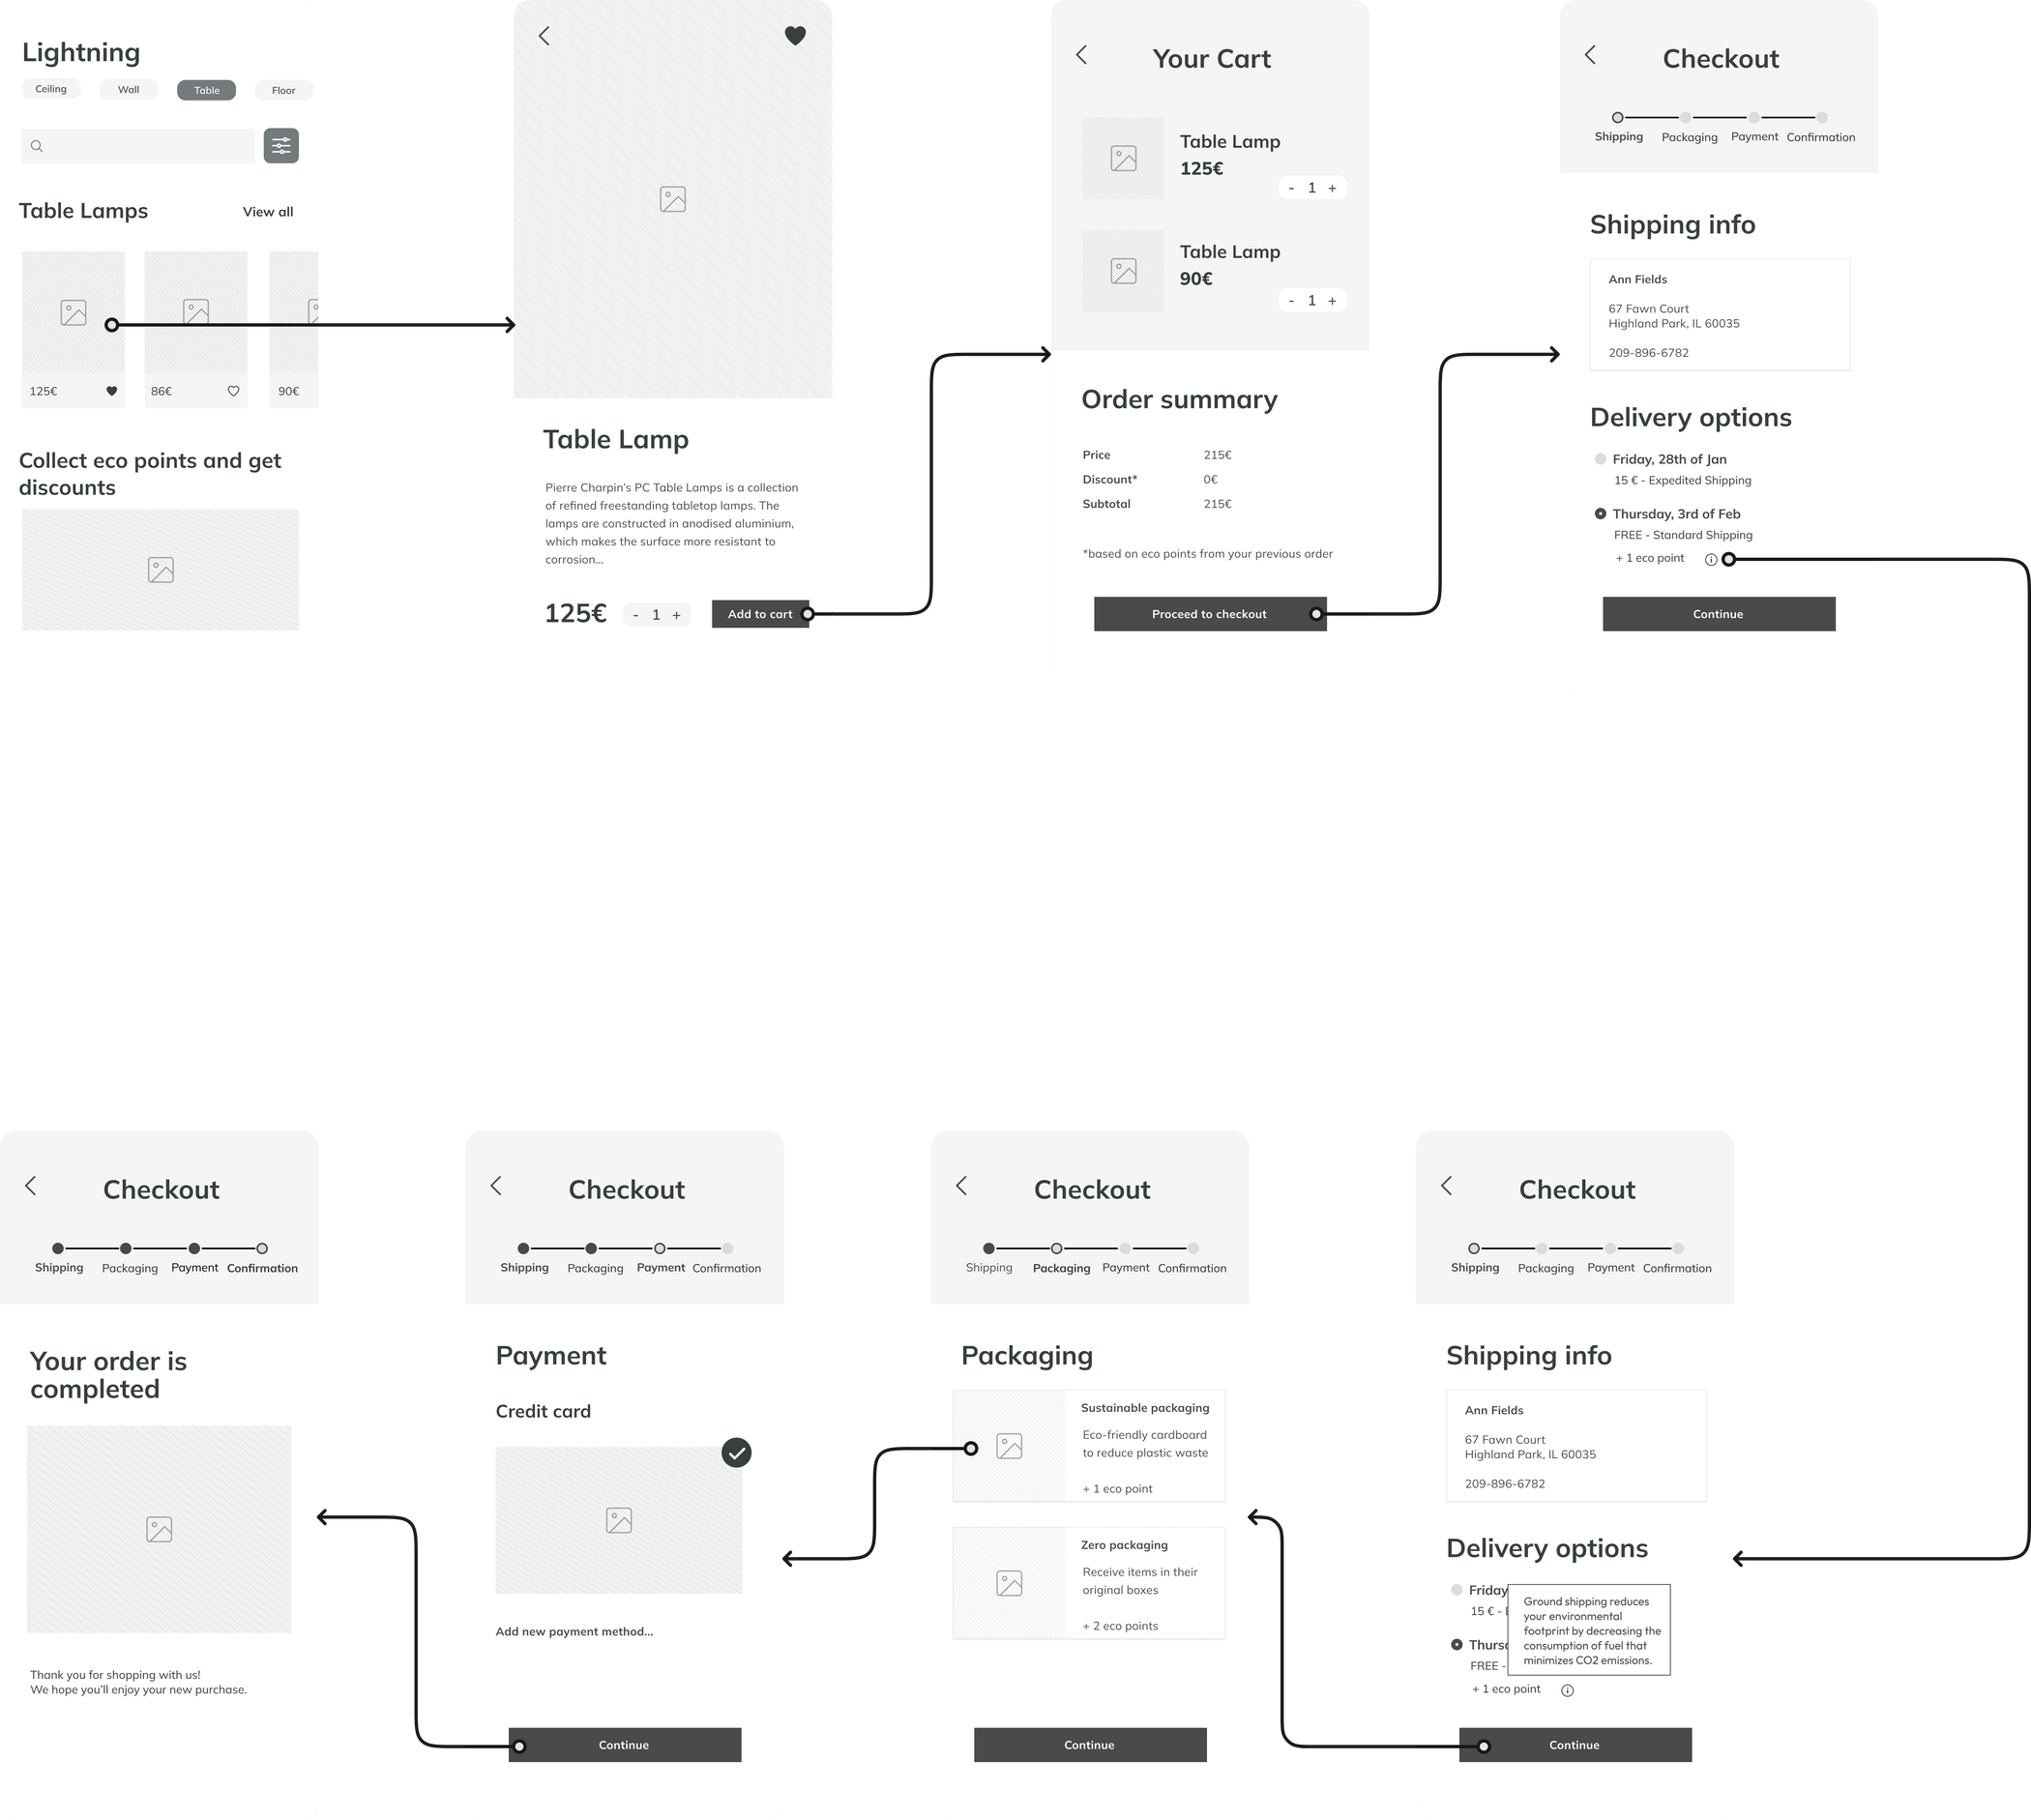 Lightning
Ceiling
Wall
Table
Floor
Table Lamps
View all
125€
86€
90€
Collect eco points and get
discounts
Table Lamp
Pierre Charpin's PC Table Lamps is a collection
of refined freestanding tabletop lamps. The
lamps are constructed in anodised aluminium,
which makes the surface more resistant to
corrosion...
125€
- 1 +
Add to cart
Your Cart
Table Lamp
125€
- 1 +
Table Lamp
90€
- 1 +
Order summary
Price 215€
Discount* 0€
Subtotal 215€
*based on eco points from your previous order
Proceed to checkout
Checkout
Shipping
Packaging
Payment
Confirmation
Shipping info
Ann Fields
67 Fawn Court
Highland Park, IL 60035
209-896-6782
Delivery options
Friday, 28th of Jan
15 € - Expedited Shipping
Thursday, 3rd of Feb
FREE - Standard Shipping
+ 1 eco point
Continue
Checkout
Shipping
Packaging
Payment
Confirmation
Your order is
completed
Thank you for shopping with us!
We hope you'll enjoy your new purchase.
Checkout
Shipping
Packaging
Payment
Confirmation
Payment
Credit card
Add new payment method...
Continue
Checkout
Shipping
Packaging
Payment
Confirmation
Packaging
Sustainable packaging
Eco-friendly cardboard
to reduce plastic waste
+ 1 eco point
Zero packaging
Receive items in their
original boxes
+ 2 eco points
Continue
Checkout
Shipping
Packaging
Payment
Confirmation
Shipping info
Ann Fields
67 Fawn Court
Highland Park, IL 60035
209-896-6782
Delivery options
Friday
15 € -
Thurs
FREE -
Ground shipping reduces
your environmental
footprint by decreasing the
consumption of fuel that
minimizes CO2 emissions.
+ 1 eco point
Continue